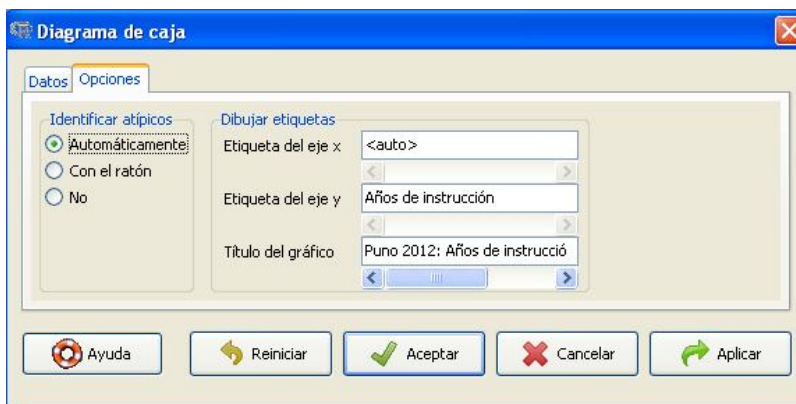 Diagrama de caja
Datos Opciones
Identificar atípicos
Automáticamente
Con el ratón
No
Dibujar etiquetas
Etiqueta del eje x <auto>
Etiqueta del eje y Años de instrucción
Título del gráfico Puno 2012: Años de instrucció
Ayuda Reiniciar Aceptar Cancelar Aplicar